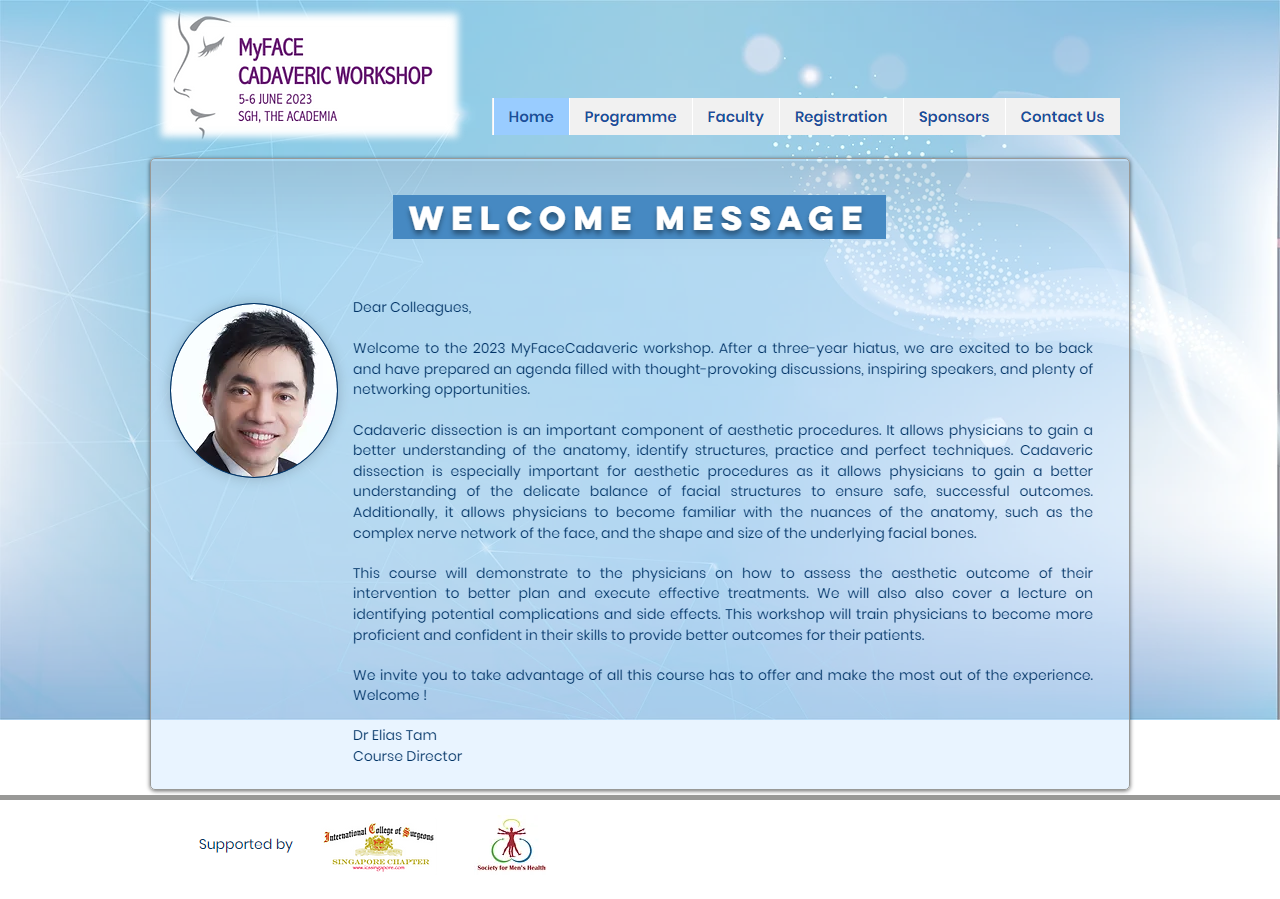 MyFACE
CADAVERIC WORKSHOP
5-6 JUNE 2023
SGH, THE ACADEMIA
Home Programme Faculty Registration Sponsors Contact Us
WELCOME MESSAGE
Dear Colleagues,
Welcome to the 2023 MyFaceCadaveric workshop. After a three-year hiatus, we are excited to be back
and have prepared an agenda filled with thought-provoking discussions, inspiring speakers, and plenty of
networking opportunities.
Cadaveric dissection is an important component of aesthetic procedures. It allows physicians to gain a
better understanding of the anatomy, identify structures, practice and perfect techniques. Cadaveric
dissection is especially important for aesthetic procedures as it allows physicians to gain a better
understanding of the delicate balance of facial structures to ensure safe, successful outcomes.
Additionally, it allows physicians to become familiar with the nuances of the anatomy, such as the
complex nerve network of the face, and the shape and size of the underlying facial bones.
This course will demonstrate to the physicians on how to assess the aesthetic outcome of their
intervention to better plan and execute effective treatments. We will also also cover a lecture on
identifying potential complications and side effects. This workshop will train physicians to become more
proficient and confident in their skills to provide better outcomes for their patients.
We invite you to take advantage of all this course has to offer and make the most out of the experience.
Welcome !
Dr Elias Tam
Course Director
Supported by
International College of Surgeons
SINGAPORE CHAPTER
www.icssingapore.com
Society for Men's Health